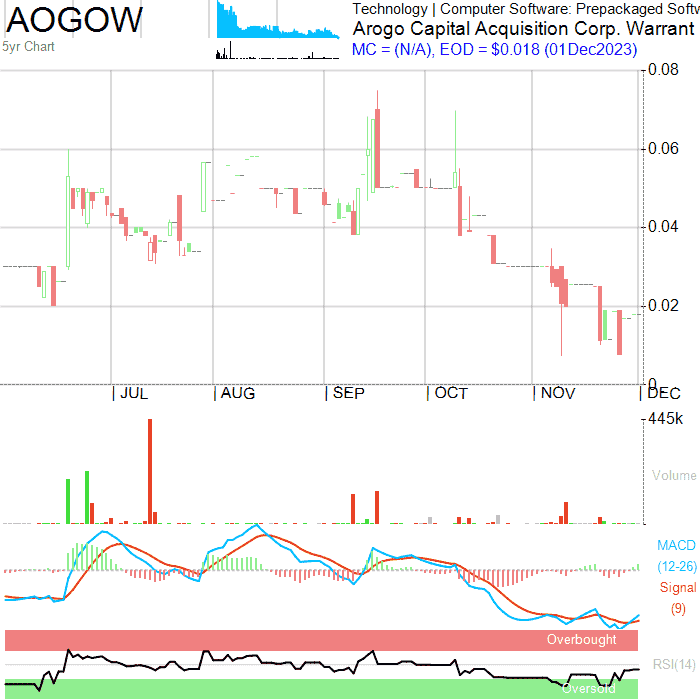 AOGOW
5yr Chart
Technology | Computer Software: Prepackaged Softw
Arogo Capital Acquisition Corp. Warrant
MC = (N/A), EOD = $0.018 (01Dec2023)
0.08
0.06
0.04
0.02
0
JUL AUG SEP OCT NOV DEC
445k
Volume
MACD
(12-26)
Signal
(9)
Overbought
RSI(14)
Oversold